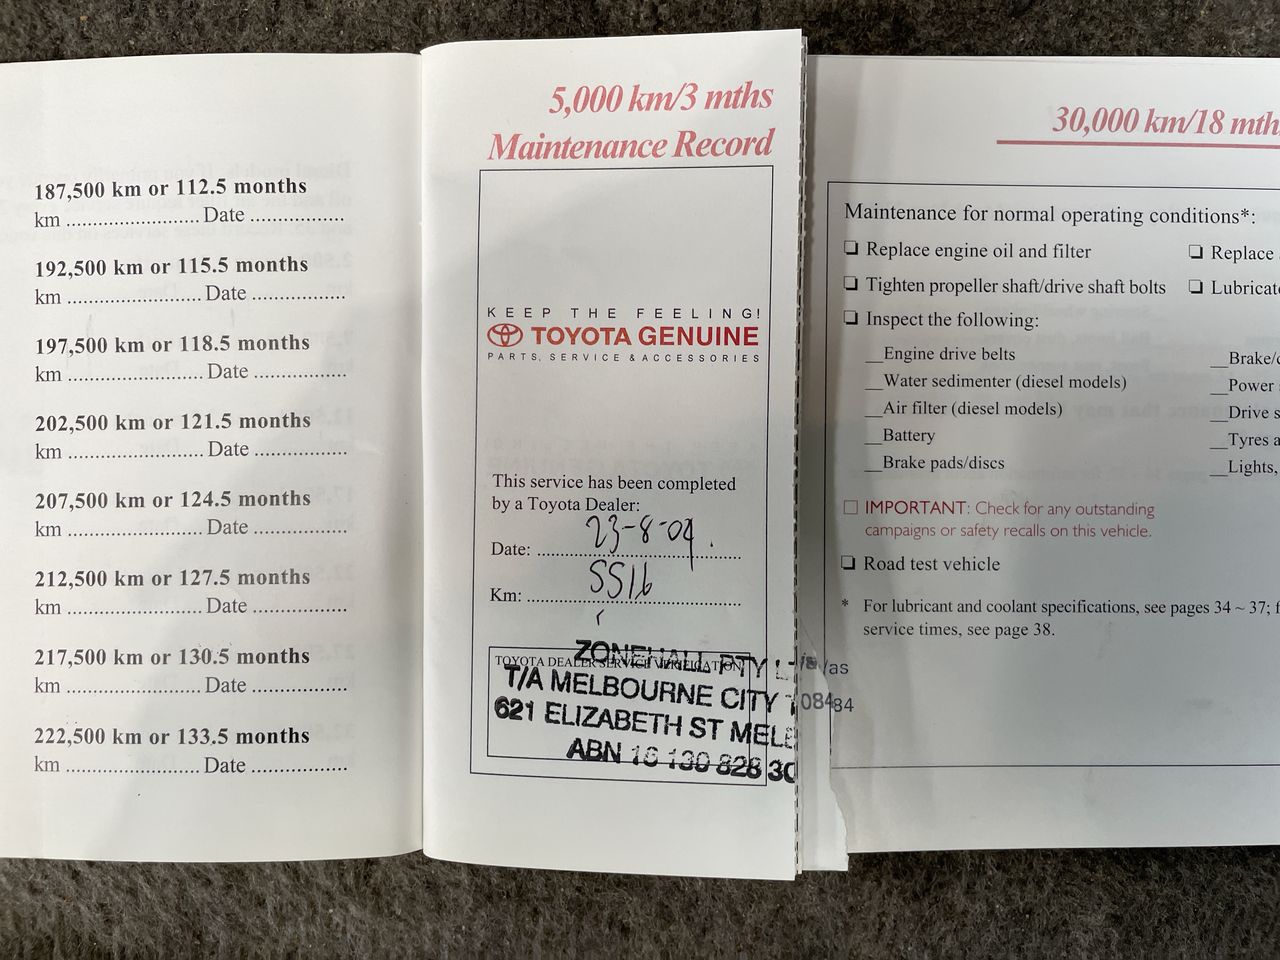 187,500 km or 112.5 months
km ........................ Date .................
192,500 km or 115.5 months
km ........................ Date .................
197,500 km or 118.5 months
km ........................ Date .................
202,500 km or 121.5 months
km ........................ Date .................
207,500 km or 124.5 months
km ........................ Date .................
212,500 km or 127.5 months
km ........................ Date .................
217,500 km or 130.5 months
km ........................ Date .................
222,500 km or 133.5 months
km ........................ Date .................
5,000 km/3 mths
Maintenance Record
KEEP THE FEELING!
TOYOTA GENUINE
PARTS, SERVICE & ACCESSORIES
This service has been completed
by a Toyota Dealer:
Date: 23-8-09
Km: 5516
TOYOTA DEALER SERVICE VERIFICATION
ZONEHALL PTY
T/A MELBOURNE CITY
621 ELIZABETH ST MELB
ABN 16 130 828 30
30,000 km/18 mth
Maintenance for normal operating conditions*:
❏ Replace engine oil and filter
❏ Tighten propeller shaft/drive shaft bolts
❏ Inspect the following:
__Engine drive belts
__Water sedimenter (diesel models)
__Air filter (diesel models)
__Battery
__Brake pads/discs
❏ Replace
❏ Lubricat
__Brake/
__Power
__Drive s
__Tyres a
__Lights,
☐ IMPORTANT: Check for any outstanding
campaigns or safety recalls on this vehicle.
❏ Road test vehicle
* For lubricant and coolant specifications, see pages 34 ~ 37; f
service times, see page 38.